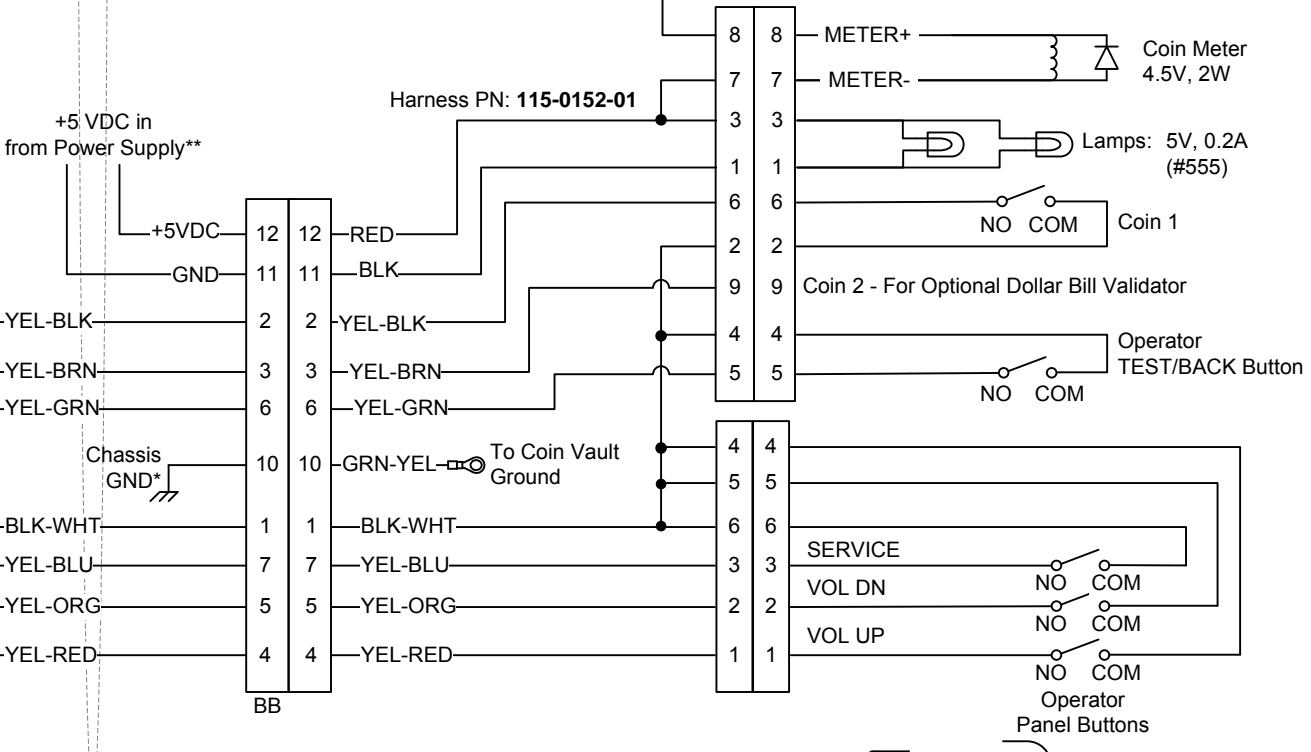 8 8 METER+
Coin Meter
4.5V, 2W
7 7 METER-
Harness PN: 115-0152-01
+5 VDC in
from Power Supply**
3 3
Lamps: 5V, 0.2A
(#555)
1 1
6 6
NO COM
Coin 1
2 2
+5VDC 12 12 RED
GND 11 11 BLK
9 9 Coin 2 - For Optional Dollar Bill Validator
YEL-BLK 2 2 YEL-BLK
4 4
Operator
TEST/BACK Button
YEL-BRN 3 3 YEL-BRN
5 5
NO COM
YEL-GRN 6 6 YEL-GRN
Chassis
GND*
10 10 GRN-YEL
To Coin Vault
Ground
4 4
5 5
BLK-WHT 1 1 BLK-WHT 6 6
SERVICE
YEL-BLU 7 7 YEL-BLU 3 3
NO COM
VOL DN
YEL-ORG 5 5 YEL-ORG 2 2
NO COM
VOL UP
YEL-RED 4 4 YEL-RED 1 1
NO COM
BB
Operator
Panel Buttons